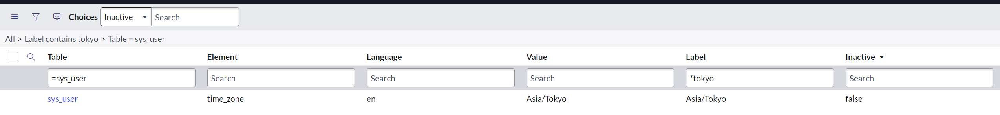 Choices Inactive Search
All > Label contains tokyo > Table = sys_user
Table Element Language Value Label Inactive
=sys_user Search Search Search *tokyo Search
sys_user time_zone en Asia/Tokyo Asia/Tokyo false